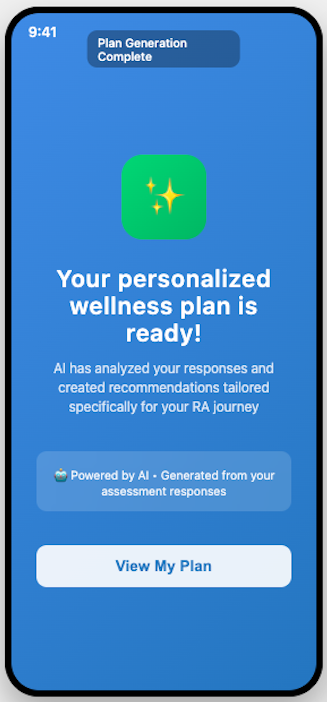 9:41
Plan Generation
Complete
Your personalized
wellness plan is
ready!
AI has analyzed your responses and
created recommendations tailored
specifically for your RA journey
Powered by AI • Generated from your
assessment responses
View My Plan